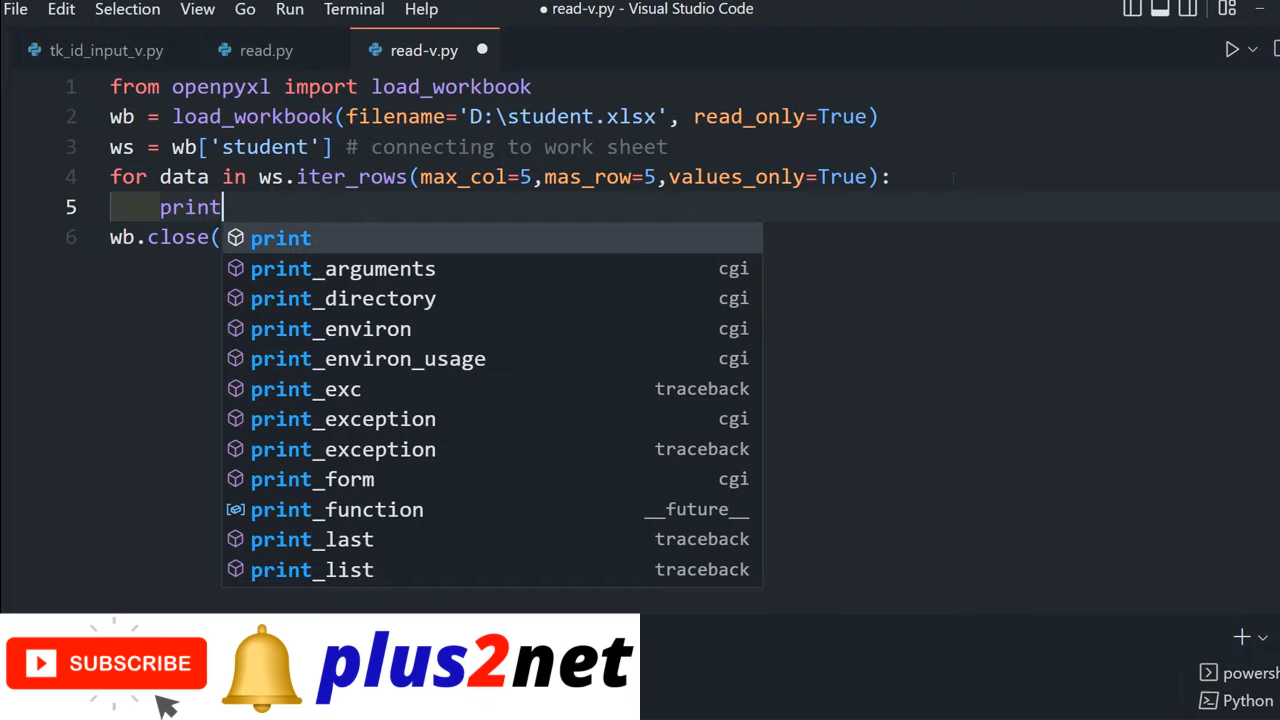 File Edit Selection View Go Run Terminal Help ● read-v.py - Visual Studio Code
tk_id_input_v.py read.py read-v.py ●
1 from openpyxl import load_workbook
2 wb = load_workbook(filename='D:\student.xlsx', read_only=True)
3 ws = wb['student'] # connecting to work sheet
4 for data in ws.iter_rows(max_col=5,mas_row=5,values_only=True):
5 print
6 wb.close(
print
print_arguments cgi
print_directory cgi
print_environ cgi
print_environ_usage cgi
print_exc traceback
print_exception cgi
print_exception traceback
print_form cgi
print_function __future__
print_last traceback
print_list traceback
SUBSCRIBE plus2net
powersh
Python